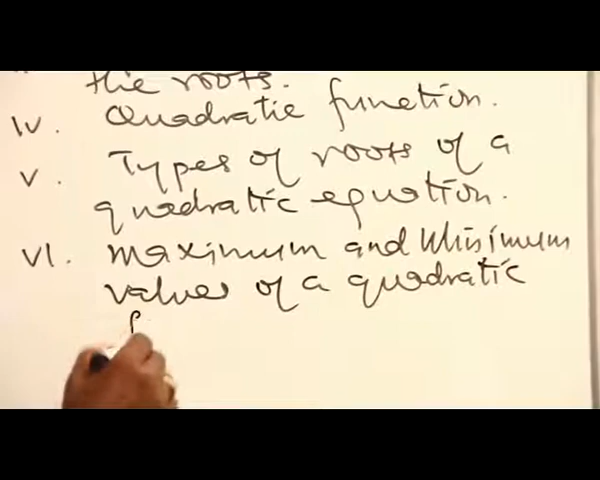 the roots.
IV. Quadratic function.
V. Types of roots of a
quadratic equation.
VI. Maximum and Minimum
values of a quadratic
f